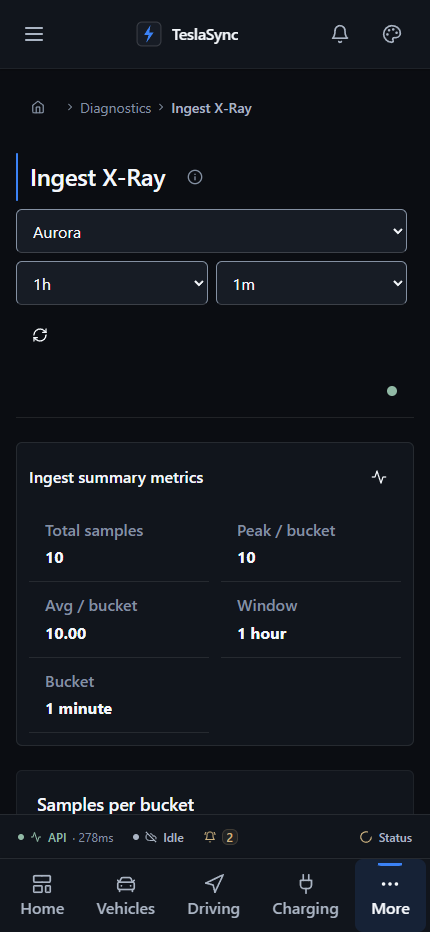 TeslaSync
Diagnostics
Ingest X-Ray
Ingest X-Ray
Aurora
1h
1m
Ingest summary metrics
Total samples
Peak / bucket
10
10
Avg / bucket
Window
10.00
1 hour
Bucket
1 minute
Samples per bucket
API · 278ms
Idle
2
Status
Home
Vehicles
Driving
Charging
More